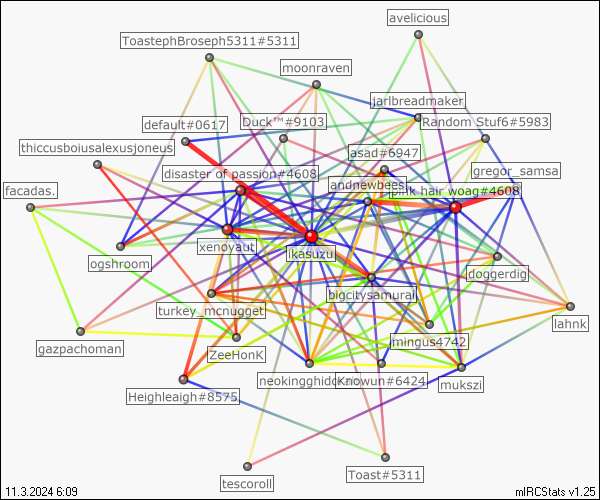 avelicious
ToastephBroseph5311#5311
moonraven
jarlbreadmaker
default#0617
Duck™#9103
Random Stuf6#5983
thiccusboiusalexusjoneus
asad#6947
disaster of passion#4608
gregor_samsa
facadas.
andnewbees
pink hair woag#4608
xenoyaut
ikasuzu
ogshroom
doggerdig
bigcitysamurai
turkey_mcnugget
lahnk
mingus4742
gazpachoman
ZeeHonK
neokingghidora
Knowun#6424
mukszi
Heighleaigh#8575
Toast#5311
tescoroll
11.3.2024 6:09
mIRCStats v1.25